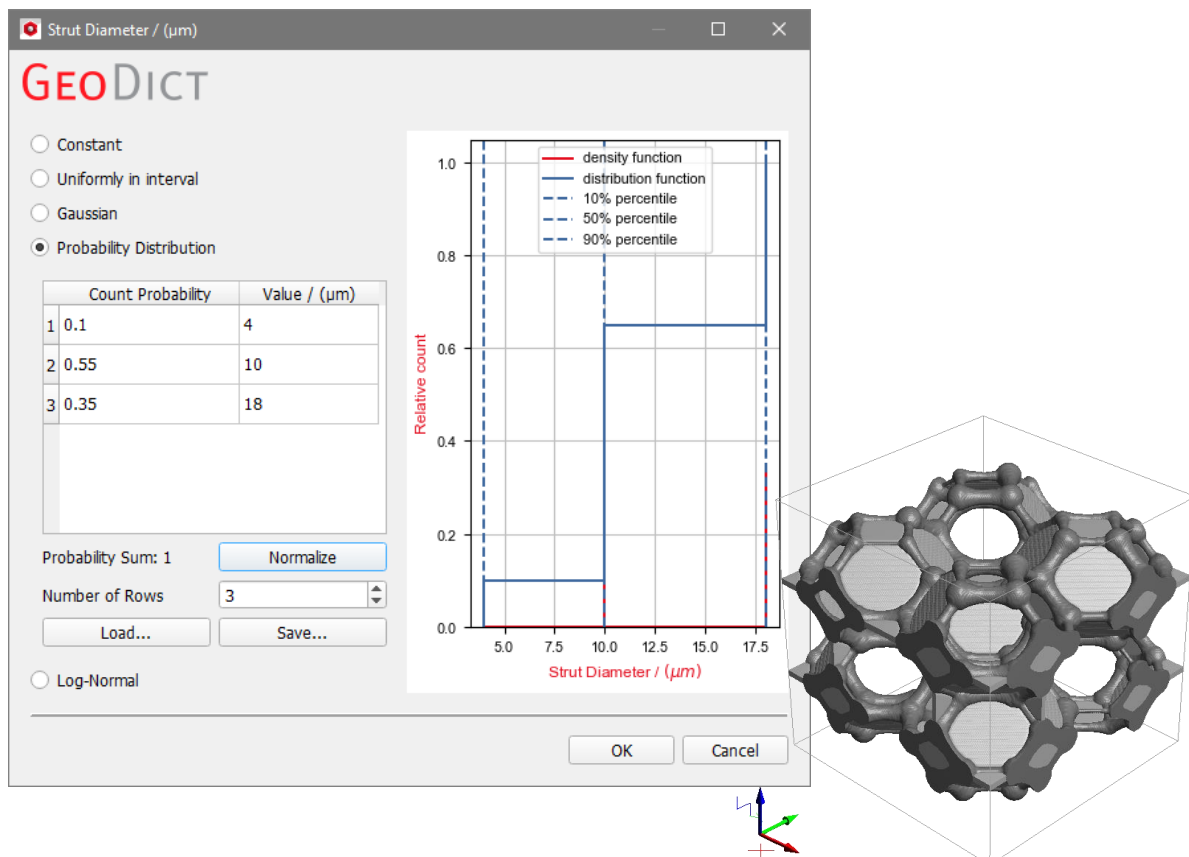 Strut Diameter / (µm)
GEODICT
Constant
Uniformly in interval
Gaussian
Probability Distribution
Count Probability Value / (µm)
1 0.1 4
2 0.55 10
3 0.35 18
Probability Sum: 1 Normalize
Number of Rows 3
Load... Save...
Log-Normal
density function
distribution function
10% percentile
50% percentile
90% percentile
Relative count
1.0
0.8
0.6
0.4
0.2
0.0
5.0 7.5 10.0 12.5 15.0 17.5
Strut Diameter / (µm)
OK Cancel